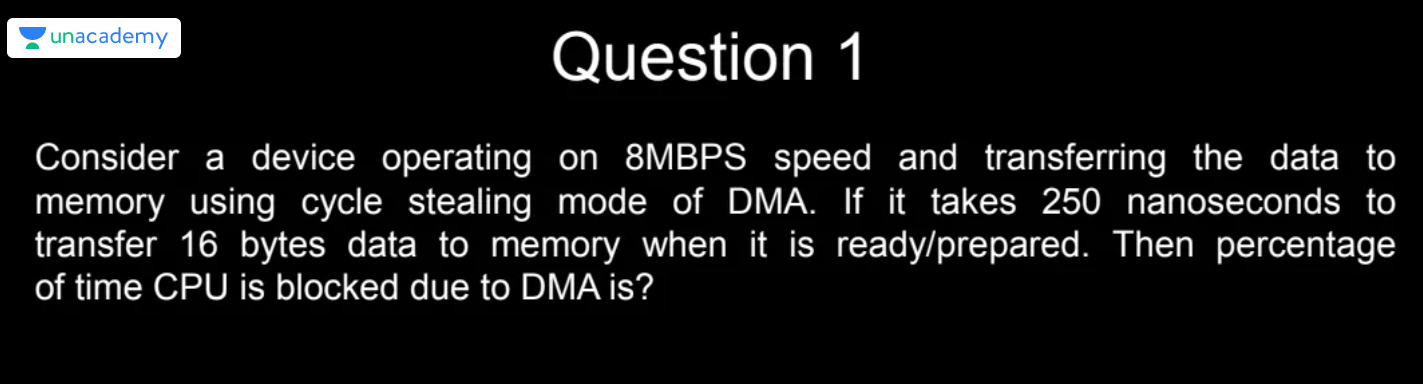 unacademy
Question 1
Consider a device operating on 8MBPS speed and transferring the data to
memory using cycle stealing mode of DMA. If it takes 250 nanoseconds to
transfer 16 bytes data to memory when it is ready/prepared. Then percentage
of time CPU is blocked due to DMA is?